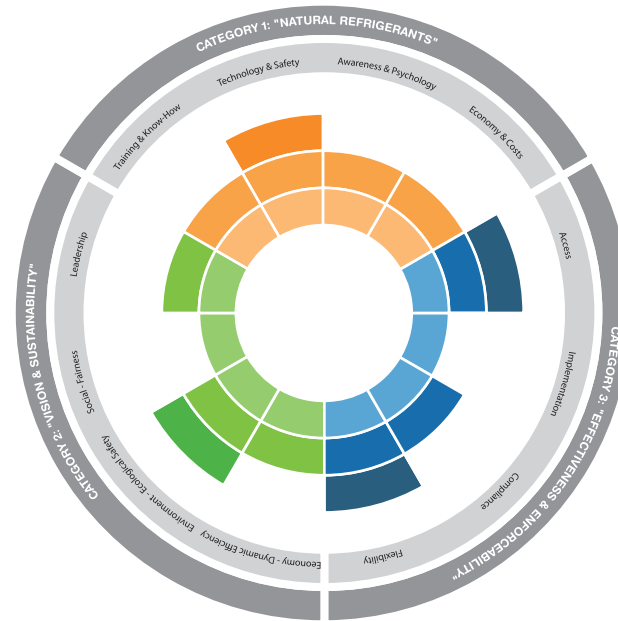 CATEGORY 1: "NATURAL REFRIGERANTS"
Training & Know-How
Technology & Safety
Awareness & Psychology
Economy & Costs
CATEGORY 2: "VISION & SUSTAINABILITY"
Leadership
Social - Fairness
Environment - Ecological Safety
Eeonomy - Dynamic Efficiency
CATEGORY 3: "EFFECTIVENESS & ENFORCEABILITY"
Access
Implementation
Compliance
Flexibility